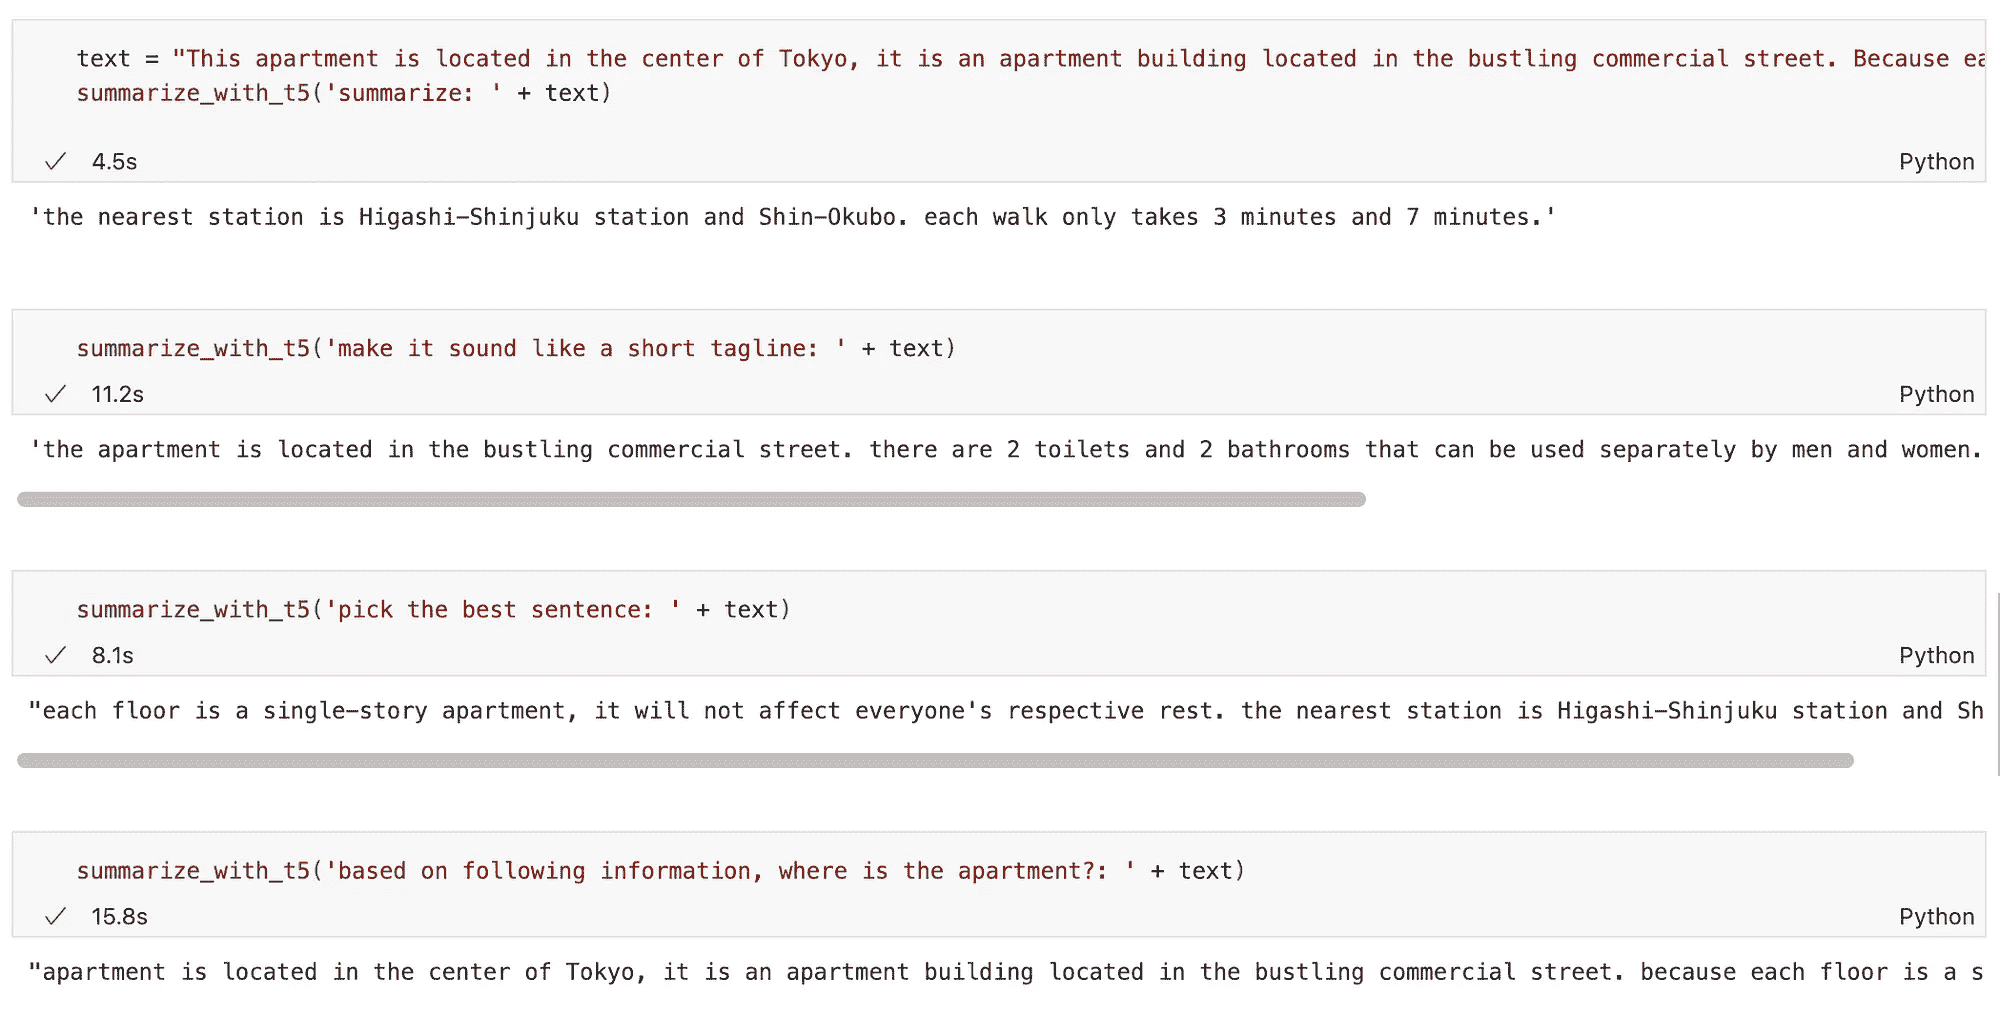 text = "This apartment is located in the center of Tokyo, it is an apartment building located in the bustling commercial street. Because ea
summarize_with_t5('summarize: ' + text)
4.5s
Python
'the nearest station is Higashi-Shinjuku station and Shin-Okubo. each walk only takes 3 minutes and 7 minutes.'
summarize_with_t5('make it sound like a short tagline: ' + text)
11.2s
Python
'the apartment is located in the bustling commercial street. there are 2 toilets and 2 bathrooms that can be used separately by men and women.
summarize_with_t5('pick the best sentence: ' + text)
8.1s
Python
"each floor is a single-story apartment, it will not affect everyone's respective rest. the nearest station is Higashi-Shinjuku station and Sh
summarize_with_t5('based on following information, where is the apartment?: ' + text)
15.8s
Python
"apartment is located in the center of Tokyo, it is an apartment building located in the bustling commercial street. because each floor is a s